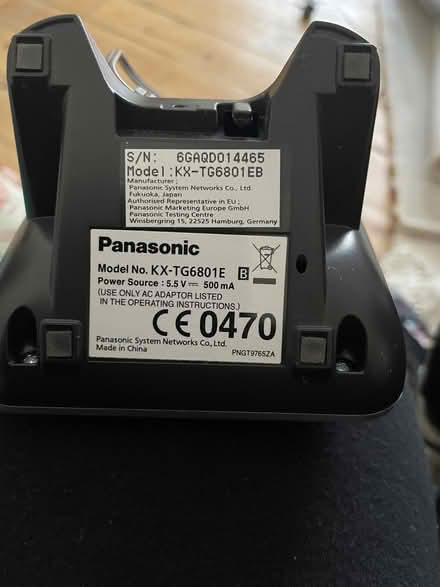 S/N: 6GAQD014465
Model:KX-TG6801EB
Manufacturer;
Panasonic System Networks Co., Ltd.
Fukuoka, Japan
Authorised Representative in EU;
Panasonic Marketing Europe GmbH
Panasonic Testing Centre
Winsbergring 15, 22525 Hamburg, Germany
Panasonic
Model No. KX-TG6801E B
Power Source : 5.5 V⎓ 500 mA
(USE ONLY AC ADAPTOR LISTED
IN THE OPERATING INSTRUCTIONS.)
CE 0470
Panasonic System Networks Co., Ltd.
Made in China
PNGT9765ZA